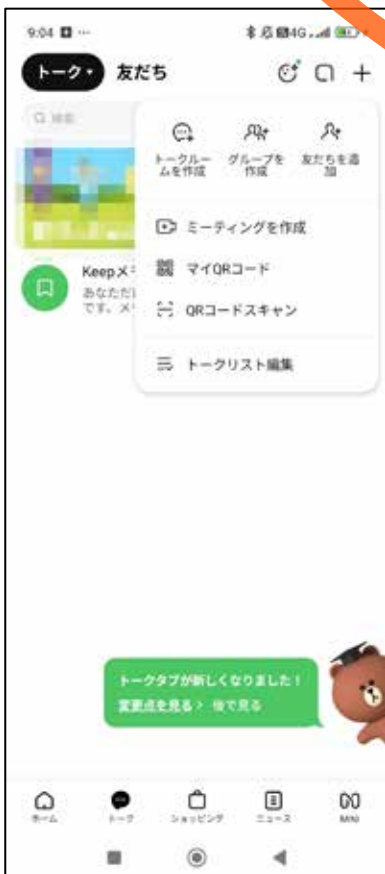 9:04
4G
トーク
友だち
検索
トークルー
ムを作成
グループを
作成
友だちを追
加
ミーティングを作成
マイQRコード
QRコードスキャン
トークリスト編集
Keepメ
あなただけ
です。メ
トークタブが新しくなりました!
変更点を見る> 後で見る
ホーム
トーク
ショッピング
ニュース
MINI